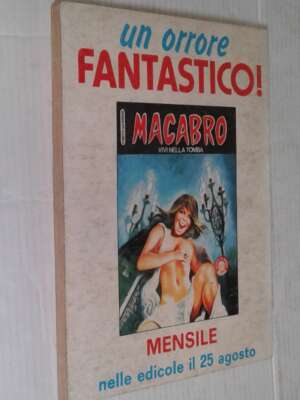 un orrore
FANTASTICO!
MACABRO
VIVI NELLA TOMBA
MENSILE
nelle edicole il 25 agosto